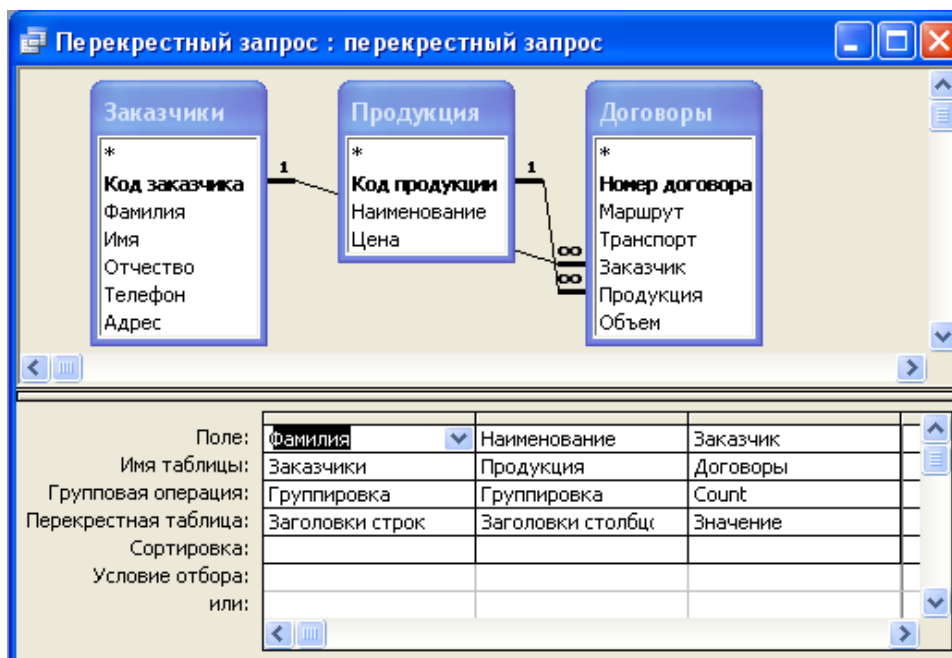 Перекрестный запрос : перекрестный запрос
Заказчики
*
Код заказчика
Фамилия
Имя
Отчество
Телефон
Адрес
1
Продукция
*
Код продукции
Наименование
Цена
1
∞
∞
Договоры
*
Номер договора
Маршрут
Транспорт
Заказчик
Продукция
Объем
Поле: Фамилия Наименование Заказчик
Имя таблицы: Заказчики Продукция Договоры
Групповая операция: Группировка Группировка Count
Перекрестная таблица: Заголовки строк Заголовки столбцо Значение
Сортировка:
Условие отбора:
или: